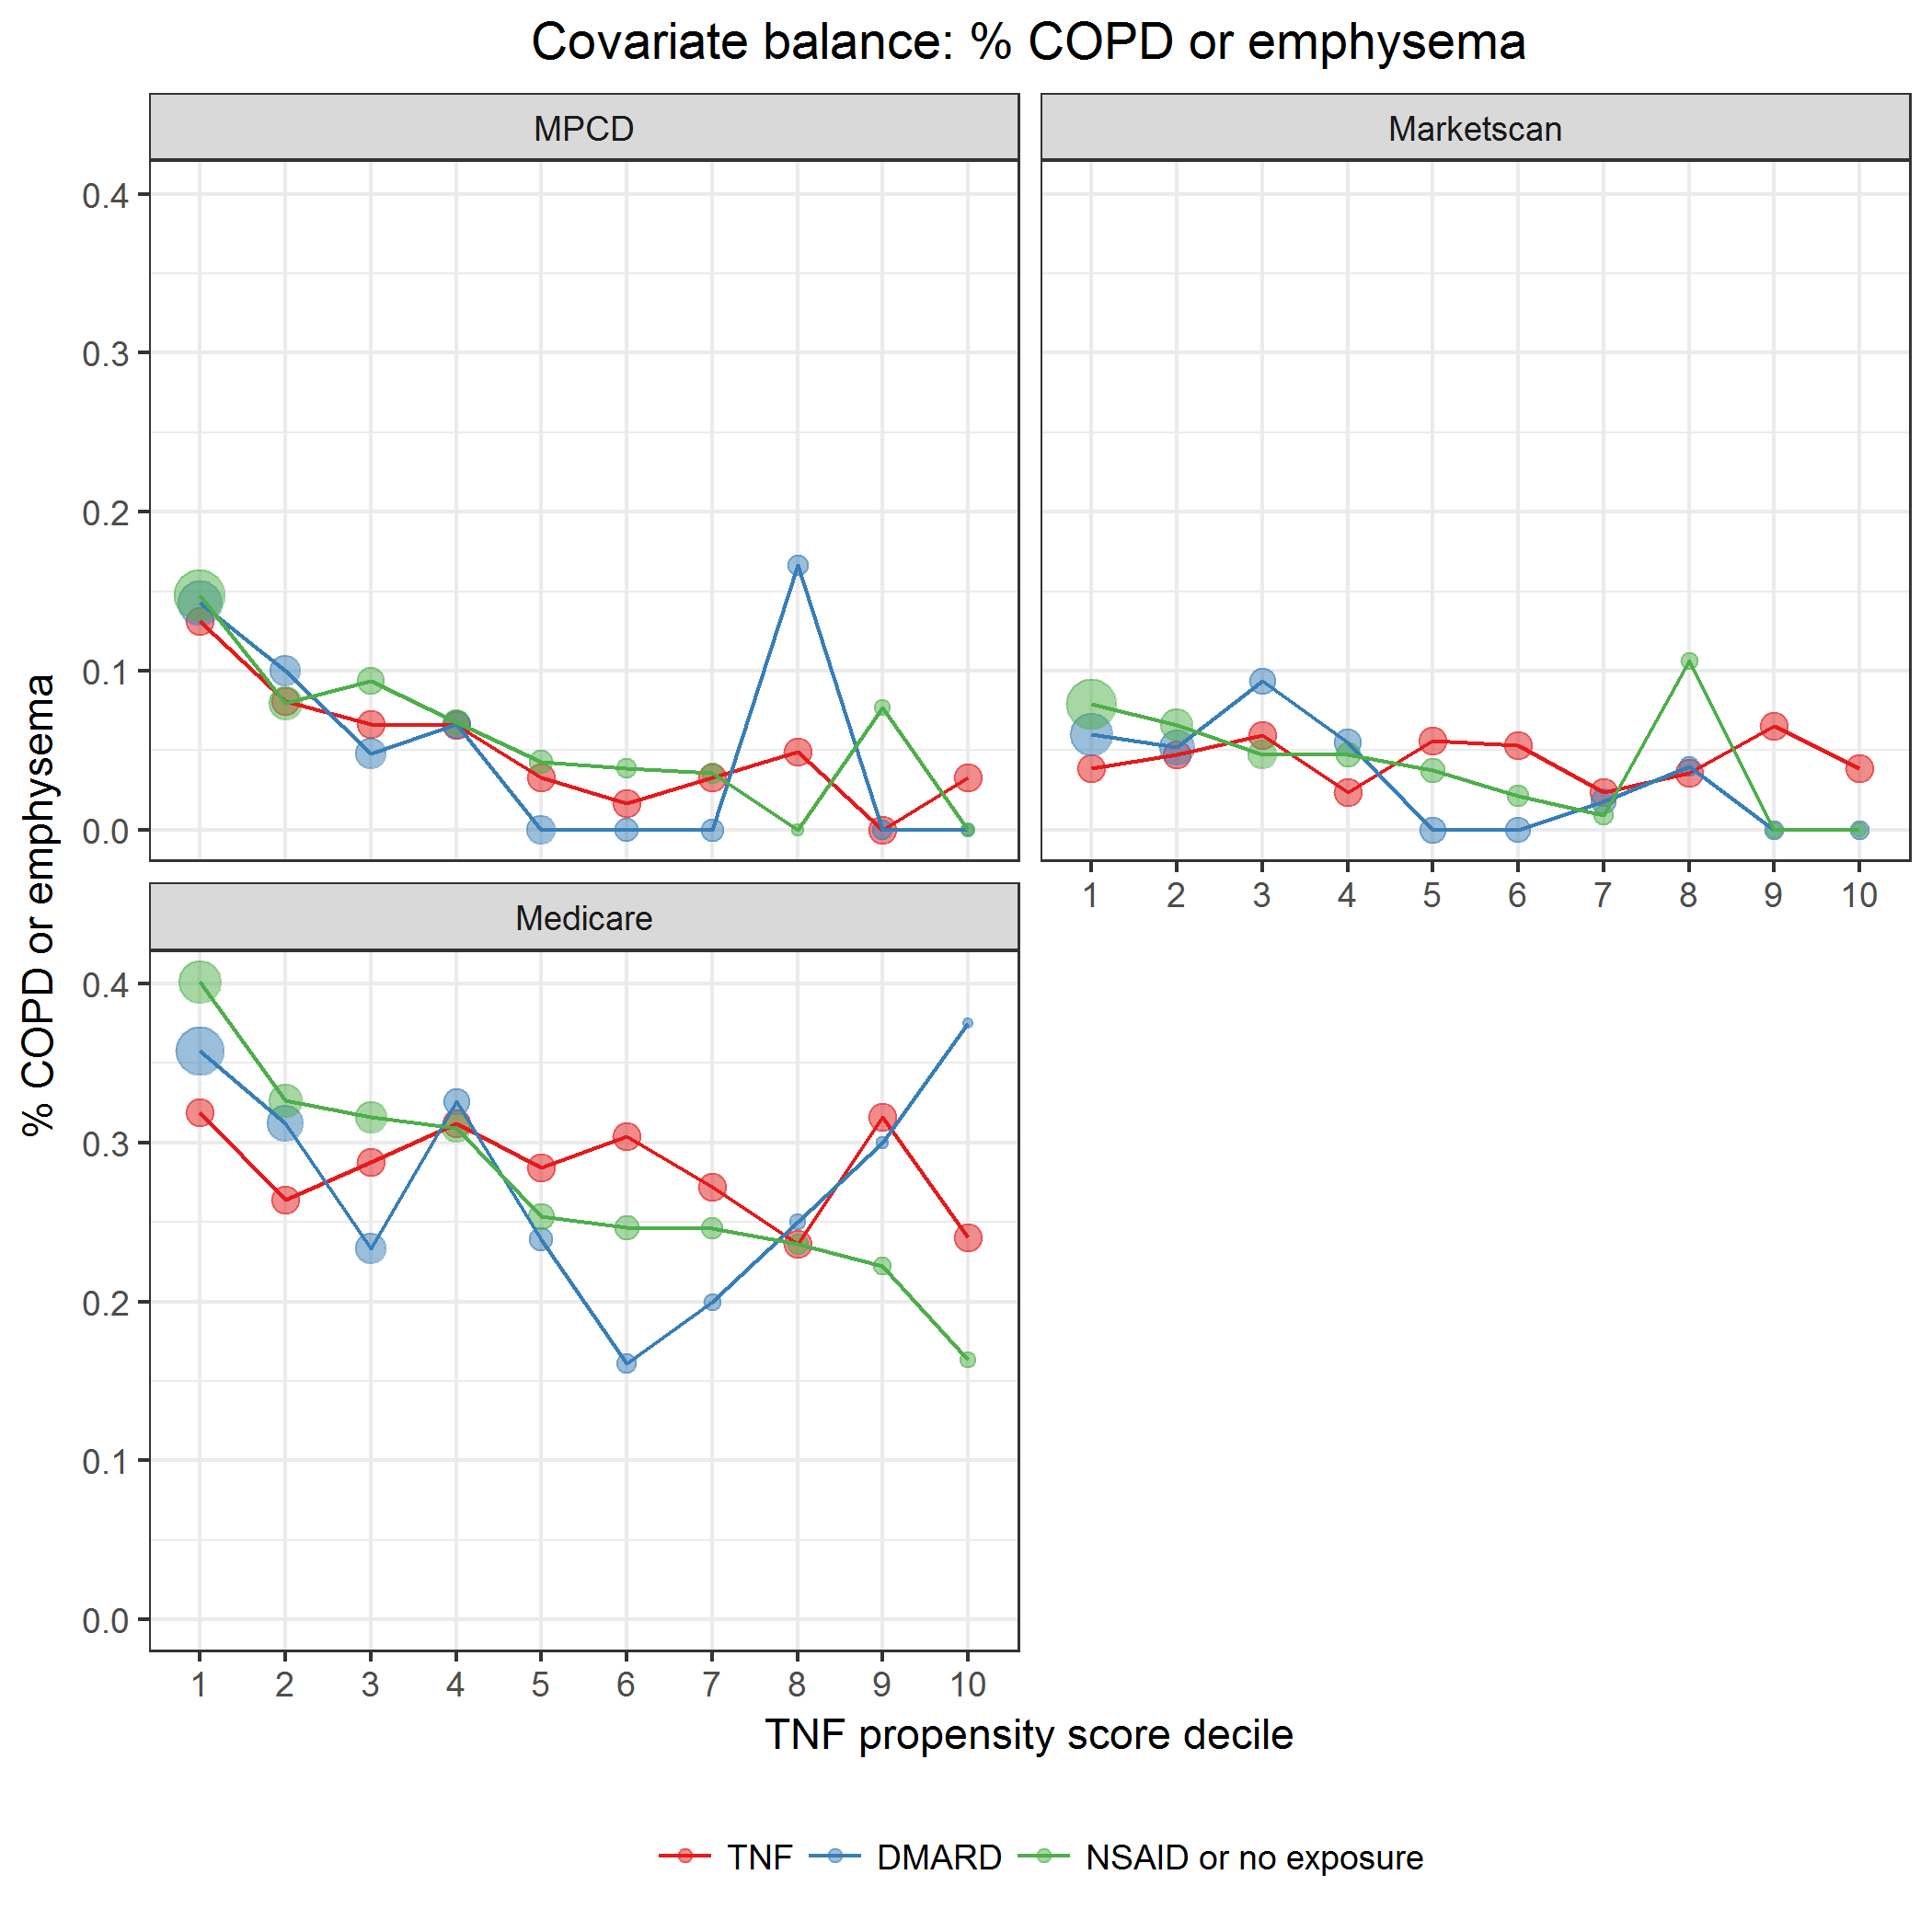 Covariate balance: % COPD or emphysema
MPCD
Marketscan
0.4
0.3
0.2
0.1
0.0
1 2 3 4 5 6 7 8 9 10
Medicare
0.4
0.3
0.2
0.1
0.0
1 2 3 4 5 6 7 8 9 10
% COPD or emphysema
TNF propensity score decile
TNF DMARD NSAID or no exposure